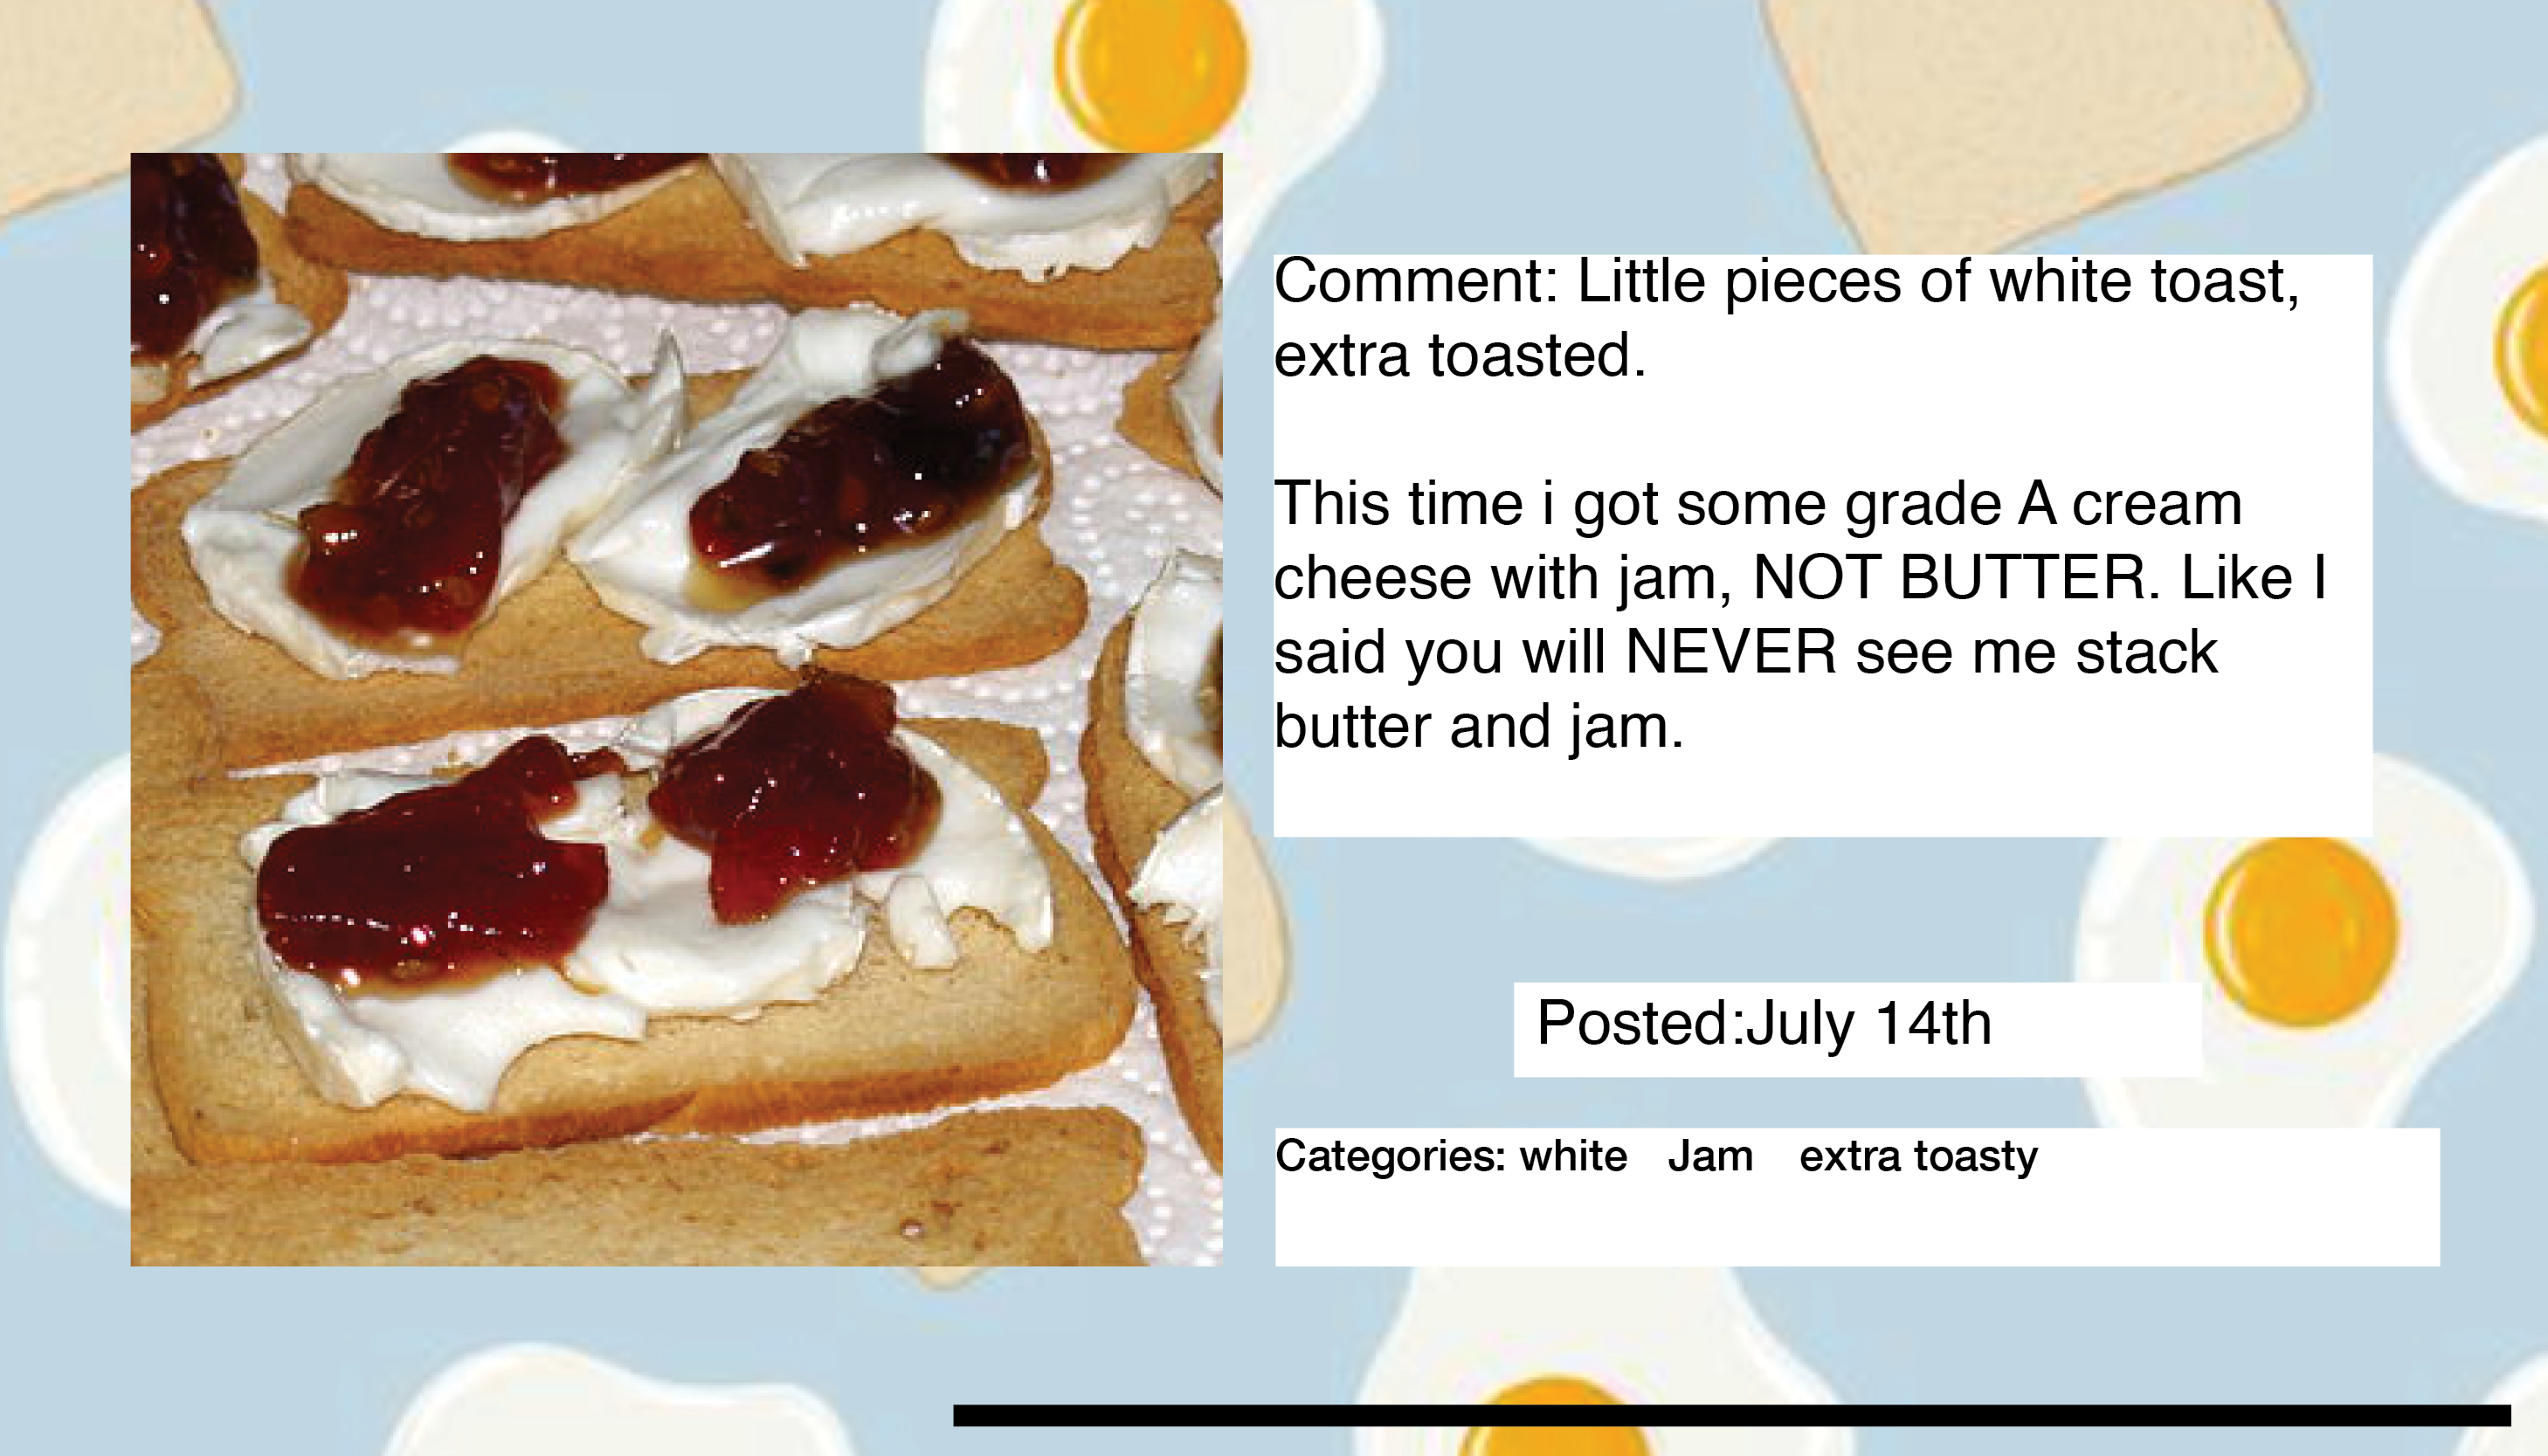 Comment: Little pieces of white toast,
extra toasted.
This time i got some grade A cream
cheese with jam, NOT BUTTER. Like I
said you will NEVER see me stack
butter and jam.
Posted:July 14th
Categories: white Jam extra toasty